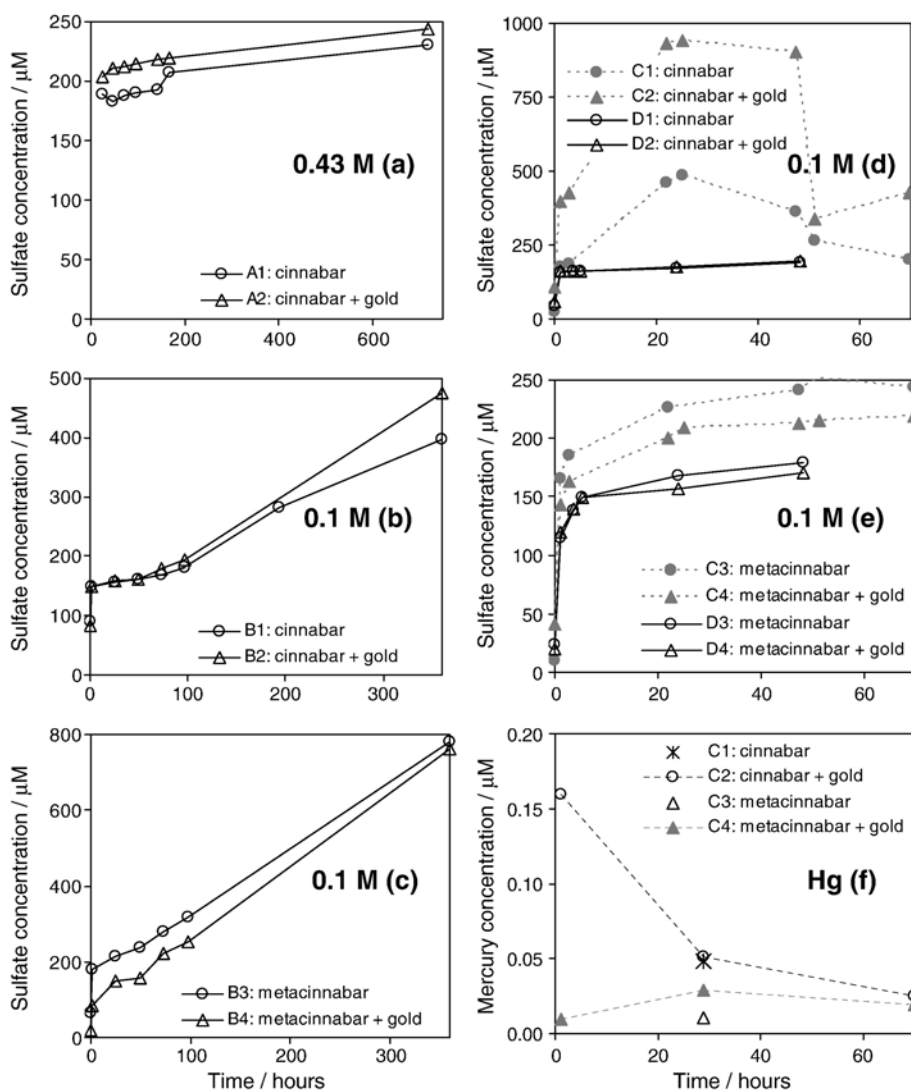 Sulfate concentration / µM
250
200
150
100
50
0
0.43 M (a)
A1: cinnabar
A2: cinnabar + gold
0
200
400
600
Sulfate concentration / µM
500
400
300
200
100
0
0.1 M (b)
B1: cinnabar
B2: cinnabar + gold
0
100
200
300
Sulfate concentration / µM
800
600
400
200
0
0.1 M (c)
B3: metacinnabar
B4: metacinnabar + gold
0
100
200
300
Time / hours
Sulfate concentration / µM
1000
750
500
250
0
C1: cinnabar
C2: cinnabar + gold
D1: cinnabar
D2: cinnabar + gold
0.1 M (d)
0
20
40
60
Sulfate concentration / µM
250
200
150
100
50
0
0.1 M (e)
C3: metacinnabar
C4: metacinnabar + gold
D3: metacinnabar
D4: metacinnabar + gold
0
20
40
60
Mercury concentration / µM
0.20
0.15
0.10
0.05
0.00
C1: cinnabar
C2: cinnabar + gold
C3: metacinnabar
C4: metacinnabar + gold
Hg (f)
0
20
40
60
Time / hours